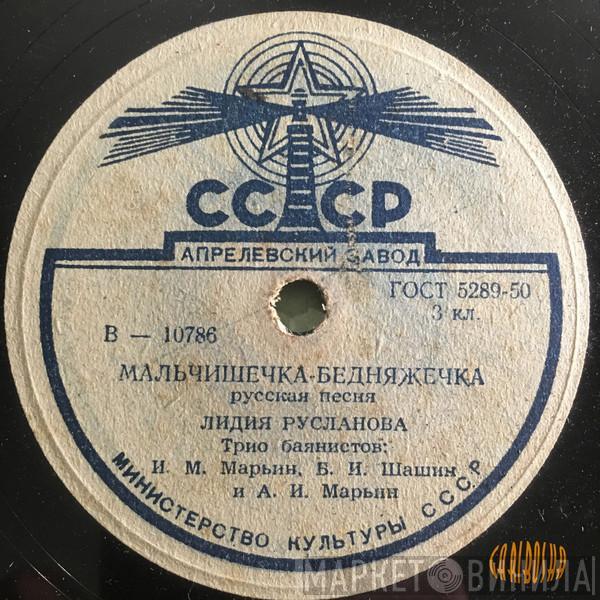 СССР
АПРЕЛЕВСКИЙ ЗАВОД
ГОСТ 5289-50
3 кл.
В — 10786
МАЛЬЧИШЕЧКА-БЕДНЯЖЕЧКА
русская песня
ЛИДИЯ РУСЛАНОВА
Трио баянистов:
И. М. Марьин, Б. И. Шашин
и А. И. Марьин
МИНИСТЕРСТВО КУЛЬТУРЫ СССР
CARLBOSHA
МАРКЕТ ВИНИЛА